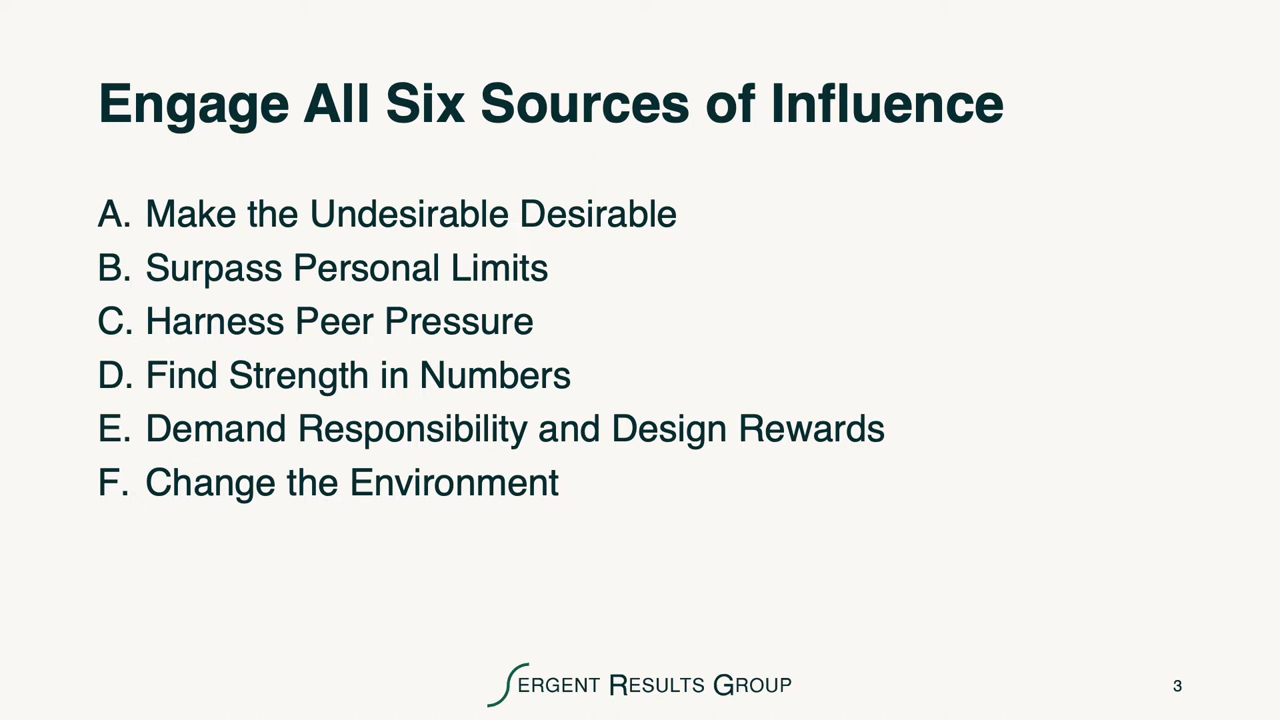 Engage All Six Sources of Influence
A. Make the Undesirable Desirable
B. Surpass Personal Limits
C. Harness Peer Pressure
D. Find Strength in Numbers
E. Demand Responsibility and Design Rewards
F. Change the Environment
SERGENT RESULTS GROUP
3